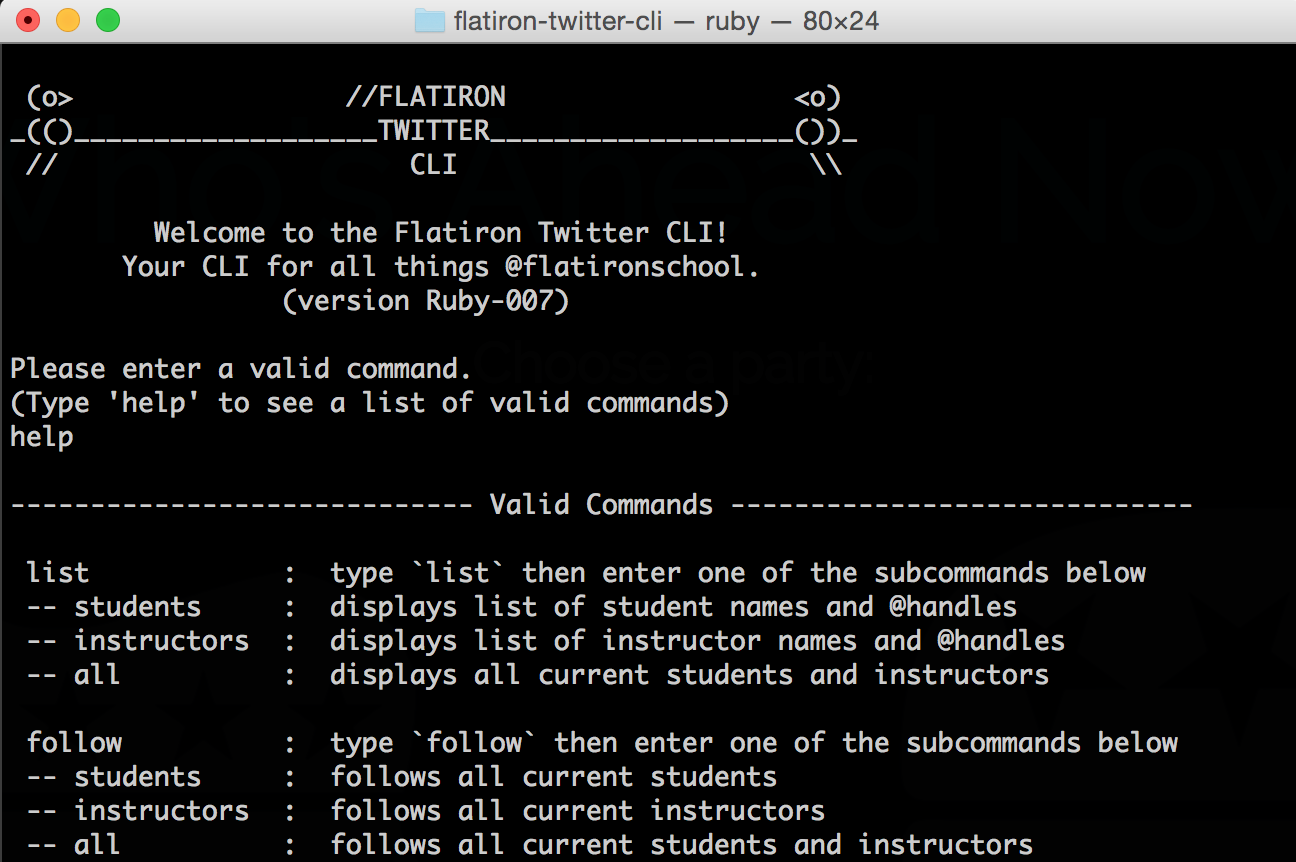 flatiron-twitter-cli — ruby — 80×24
(o>                 //FLATIRON                  <o)
_(()___________________TWITTER___________________())_
//                      CLI                      \\
Welcome to the Flatiron Twitter CLI!
Your CLI for all things @flatironschool.
(version Ruby-007)
Please enter a valid command.
(Type 'help' to see a list of valid commands)
help
----------------------------- Valid Commands -----------------------------
list            :  type `list` then enter one of the subcommands below
-- students     :  displays list of student names and @handles
-- instructors  :  displays list of instructor names and @handles
-- all          :  displays all current students and instructors
follow          :  type `follow` then enter one of the subcommands below
-- students     :  follows all current students
-- instructors  :  follows all current instructors
-- all          :  follows all current students and instructors
Choose a party.